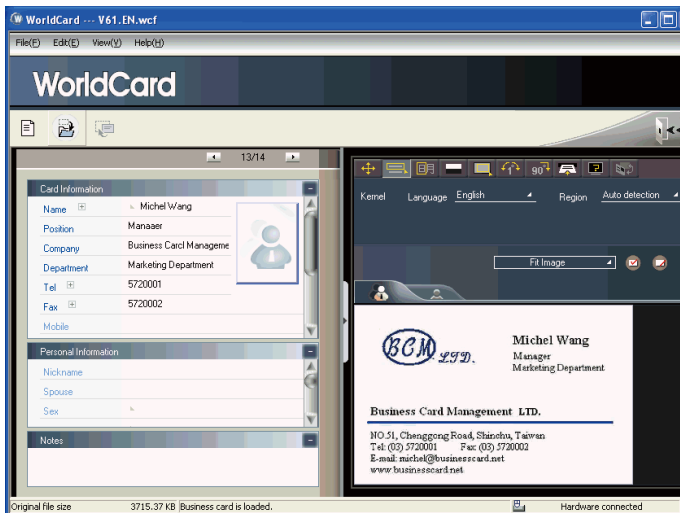 WorldCard --- V61.EN.wcf
File(F) Edit(E) View(V) Help(H)
WorldCard
13/14
Card Information
Name Michel Wang
Position Manaaer
Company Business Carcl Manageme
Department Marketing Department
Tel 5720001
Fax 5720002
Mobile
Personal Information
Nickname
Spouse
Sex
Notes
90°
Kernel Language English Region Auto detection
Fit Image
BCM LTD.
Michel Wang
Manager
Marketing Department
Business Card Management LTD.
NO.51, Chenggong Road, Shinchu, Taiwan
Tel: (03) 5720001 Fax: (03) 5720002
E-mail: michel@businesscard.net
www.businesscard.net
Original file size 3715.37 KB Business card is loaded. Hardware connected